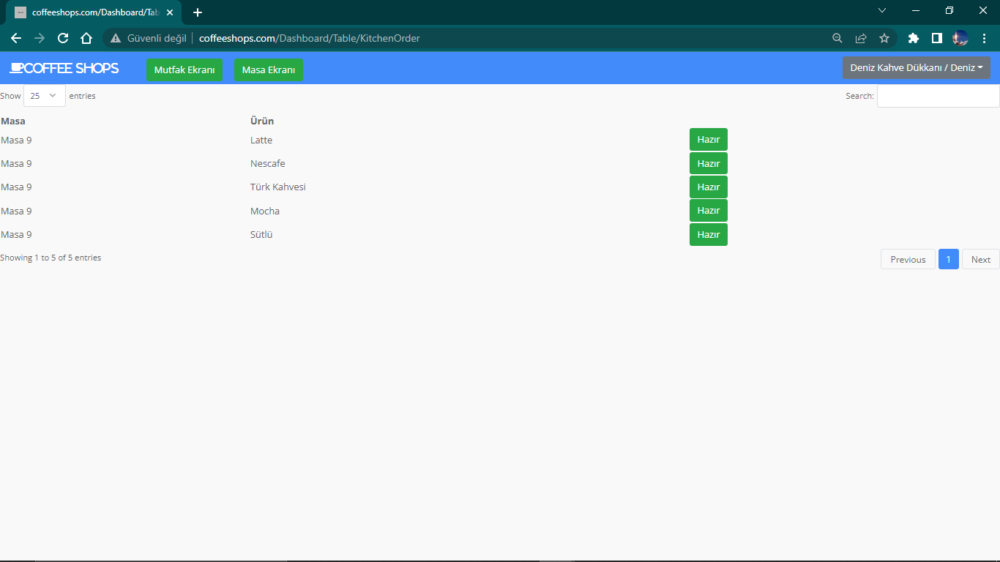 coffeeshops.com/Dashboard/Tab
Güvenli değil coffeeshops.com/Dashboard/Table/KitchenOrder
COFFEE SHOPS Mutfak Ekranı Masa Ekranı Deniz Kahve Dükkanı / Deniz
Show 25 entries Search:
Masa Ürün
Masa 9 Latte Hazır
Masa 9 Nescafe Hazır
Masa 9 Türk Kahvesi Hazır
Masa 9 Mocha Hazır
Masa 9 Sütlü Hazır
Showing 1 to 5 of 5 entries Previous 1 Next